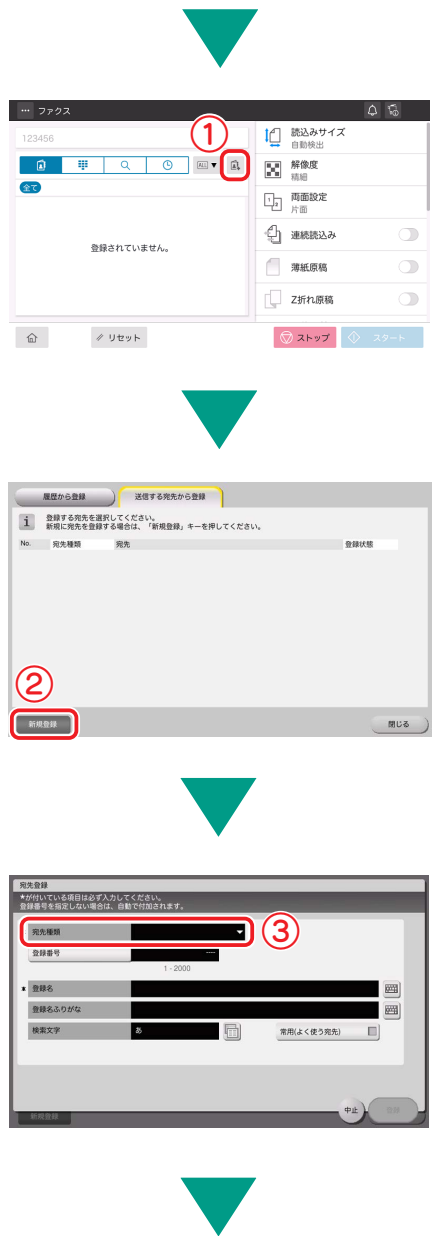 … ファクス
123456
①
ALL ▼
全て
登録されていません。
読込みサイズ
自動検出
解像度
精細
両面設定
片面
連続読込み
薄紙原稿
Z折れ原稿
リセット
ストップ
スタート
履歴から登録
送信する宛先から登録
i
登録する宛先を選択してください。
新規に宛先を登録する場合は、「新規登録」キーを押してください。
No. 宛先種類 宛先 登録状態
②
新規登録
閉じる
宛先登録
*が付いている項目は必ず入力してください。
登録番号を指定しない場合は、自動で付加されます。
宛先種類
③
登録番号 ----
1 - 2000
* 登録名
登録名ふりがな
検索文字 あ 常用(よく使う宛先)
新規登録
中止
登録